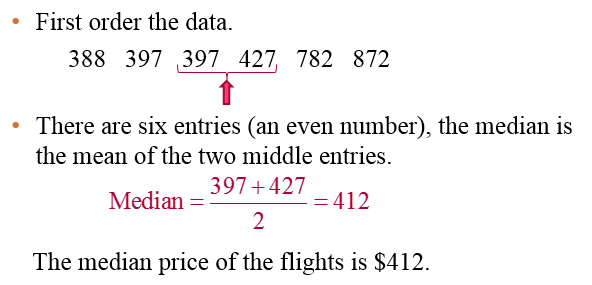 • First order the data.
388 397 397 427 782 872
• There are six entries (an even number), the median is
the mean of the two middle entries.
Median = 397 + 427 / 2 = 412
The median price of the flights is $412.